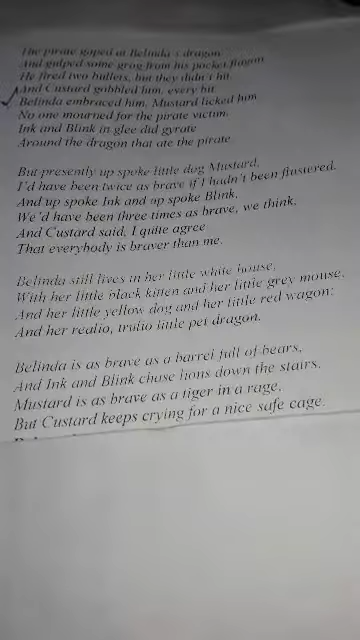 The pirate gaped at Belinda's dragon
And gulped some grog from his pocket flagon
He fired two bullets, but they didn't hit.
And Custard gobbled him, every bit
Belinda embraced him, Mustard licked him
No one mourned for the pirate victim.
Ink and Blink in glee did gyrate
Around the dragon that ate the pirate
But presently up spoke little dog Mustard,
I'd have been twice as brave if I hadn't been flustered.
And up spoke Ink and up spoke Blink,
We'd have been three times as brave, we think,
And Custard said, I quite agree
That everybody is braver than me.
Belinda still lives in her little white house,
With her little black kitten and her little grey mouse,
And her little yellow dog and her little red wagon;
And her realio, trulio little pet dragon.
Belinda is as brave as a barrel full of bears,
And Ink and Blink chase lions down the stairs,
Mustard is as brave as a tiger in a rage,
But Custard keeps crying for a nice safe cage.